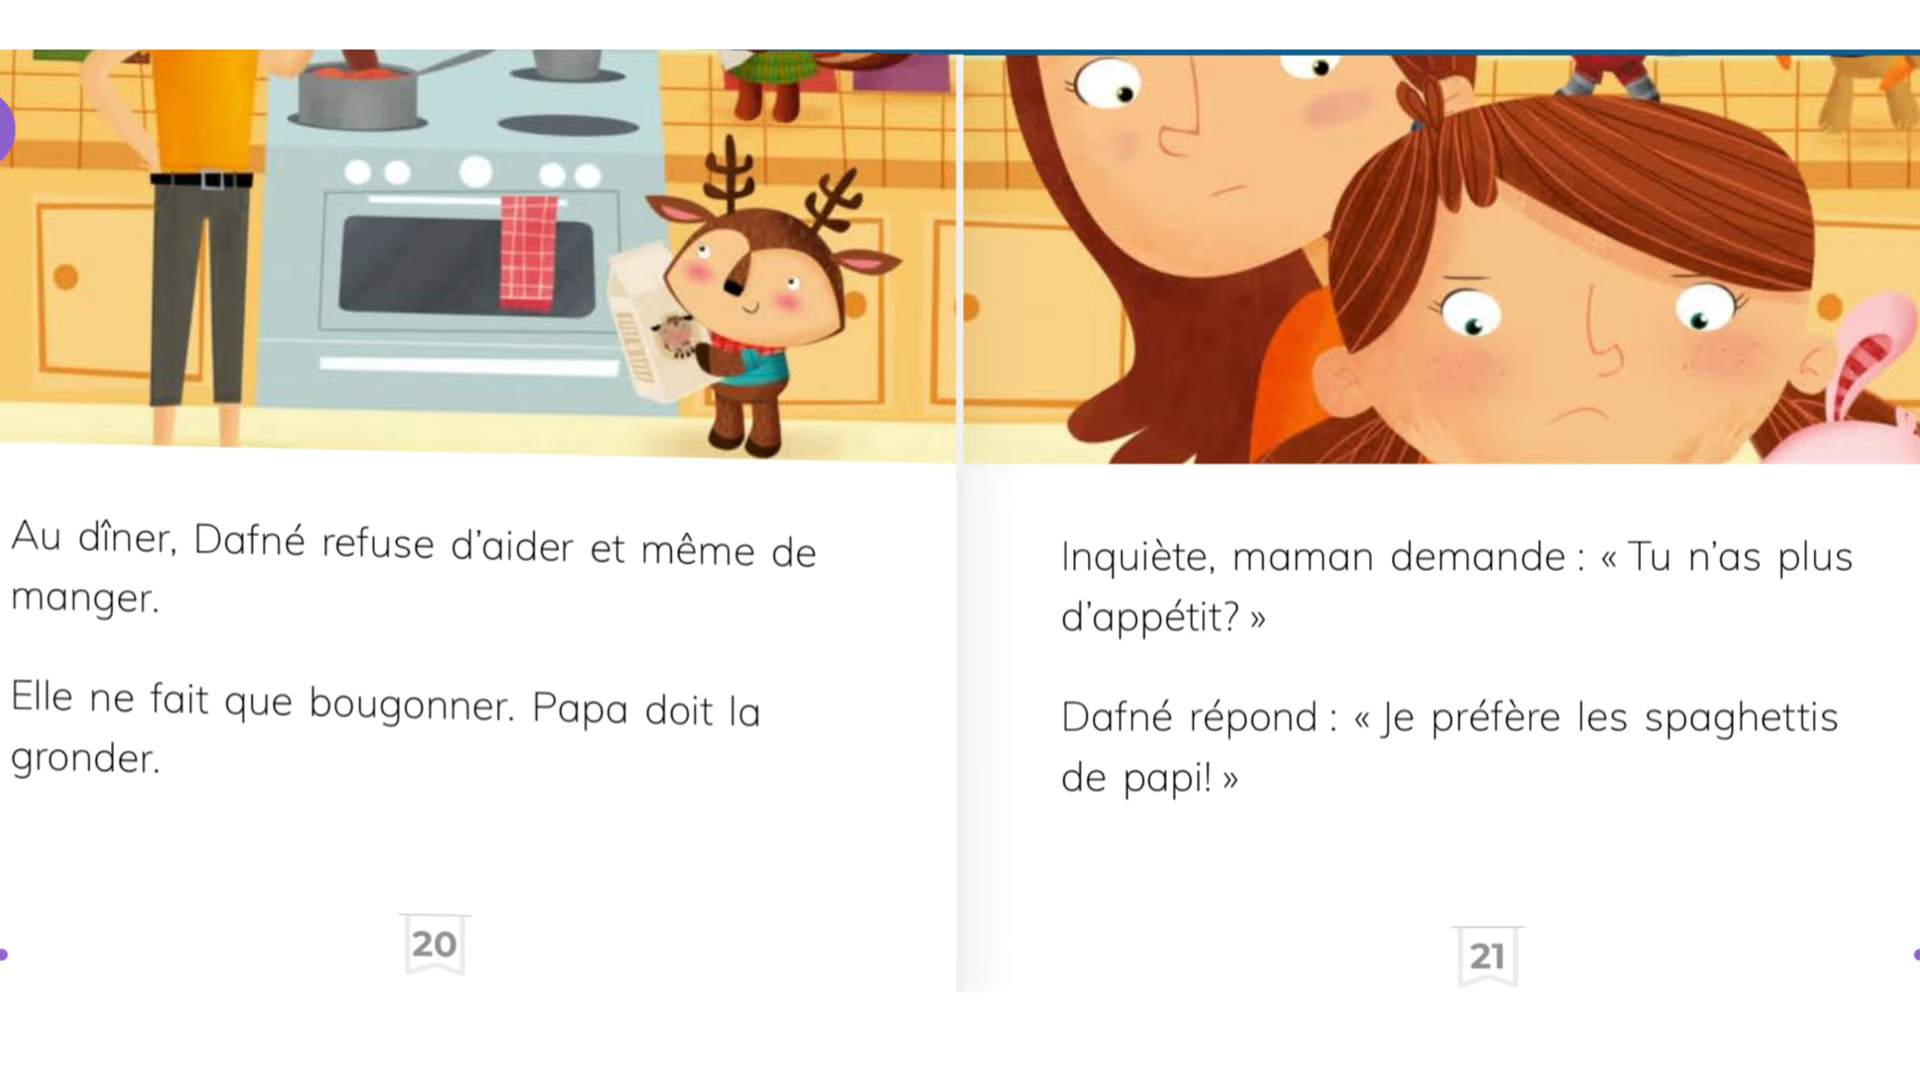 Au dîner, Dafné refuse d'aider et même de
manger.
Elle ne fait que bougonner. Papa doit la
gronder.
20
Inquiète, maman demande : « Tu n'as plus
d'appétit? »
Dafné répond : « Je préfère les spaghettis
de papi! »
21